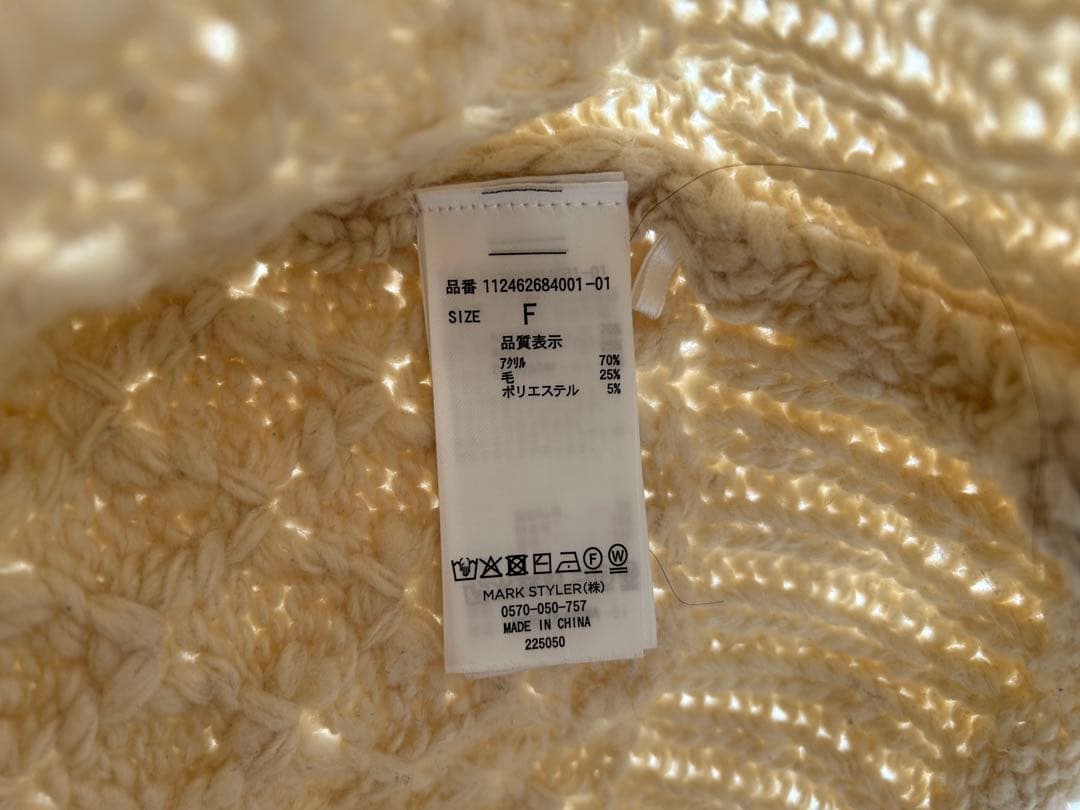 品番 112462684001-01
SIZE F
品質表示
アクリル 70%
毛 25%
ポリエステル 5%
F W
MARK STYLER(株)
0570-050-757
MADE IN CHINA
225050